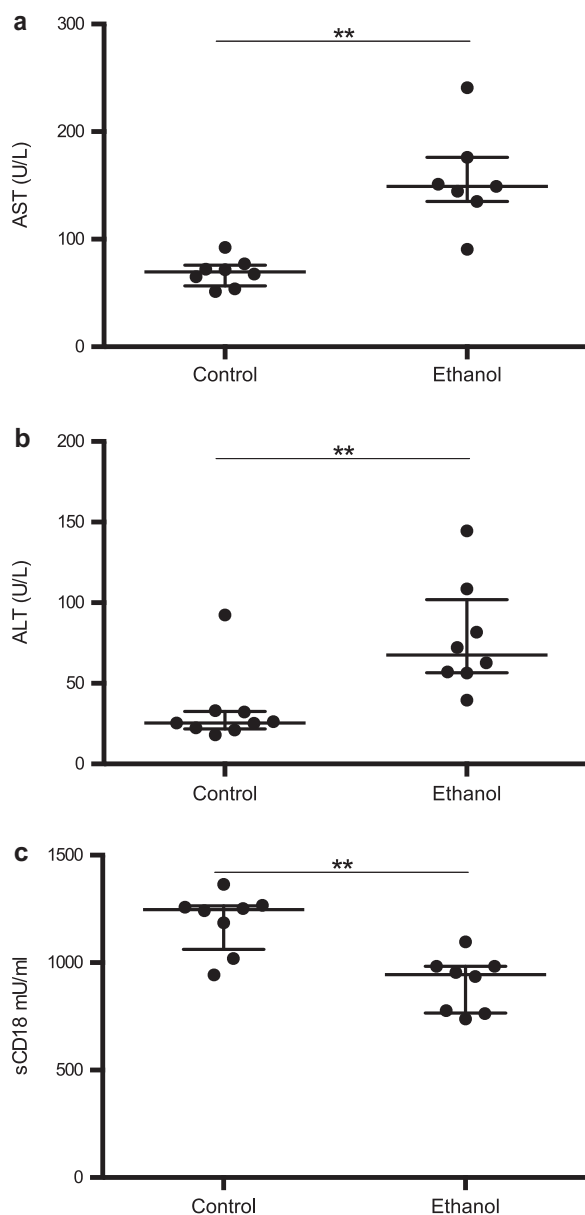 a
300
**
200
AST (U/L)
100
0
Control Ethanol
b
200
**
150
ALT (U/L)
100
50
0
Control Ethanol
c
1500
**
1000
sCD18 mU/ml
500
0
Control Ethanol